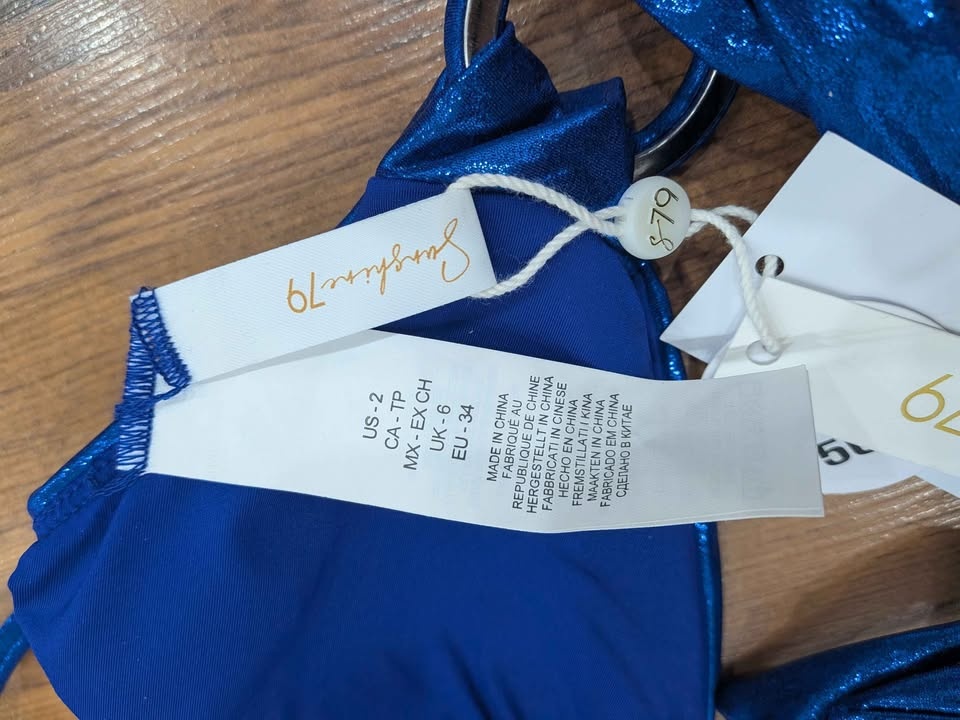 Sunshine79
S79
US - 2
CA - TP
MX - EX CH
UK - 6
EU - 34
MADE IN CHINA
FABRIQUÉ AU
REPUBLIQUE DE CHINE
HERGESTELLT IN CHINA
FABBRICATI IN CINESE
HECHO EN CHINA
FREMSTILLATI I KINA
MAAKTEN IN CHINA
FABRICADO EM CHINA
СДЕЛАНО В КИТАЕ
79